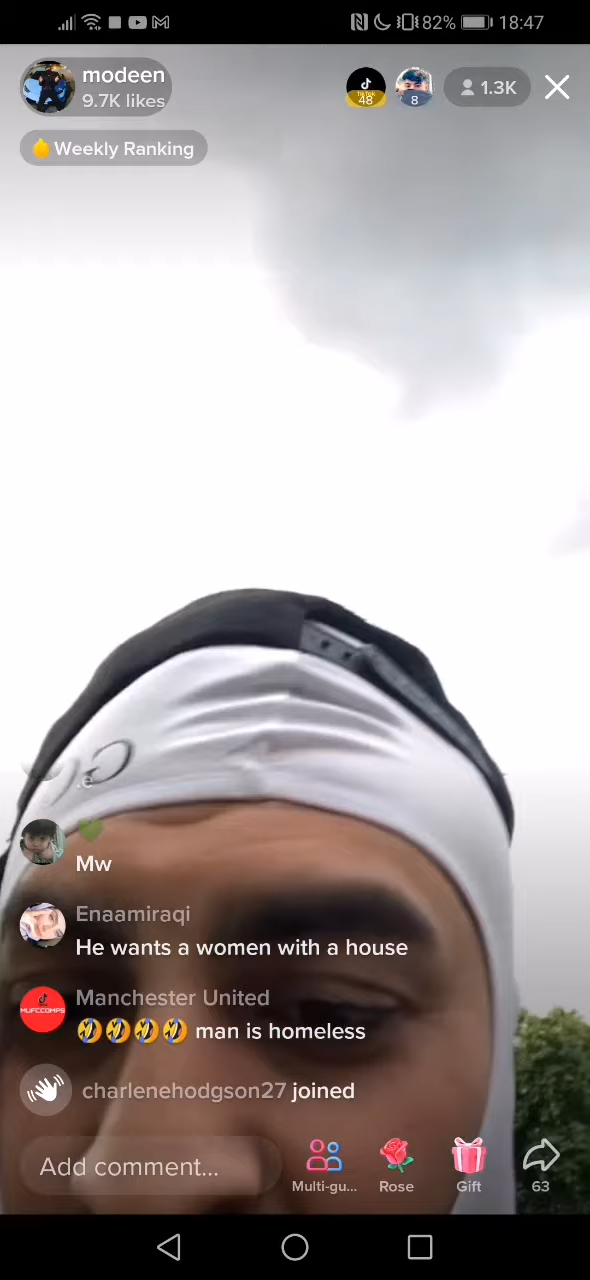 82% 18:47
modeen
9.7K likes
48
8
1.3K
Weekly Ranking
.e
💚
Mw
Enaamiraqi
He wants a women with a house
MUFCCOMPS
Manchester United
🤣🤣🤣🤣 man is homeless
charlenehodgson27 joined
Add comment...
Multi-gu...
Rose
Gift
63